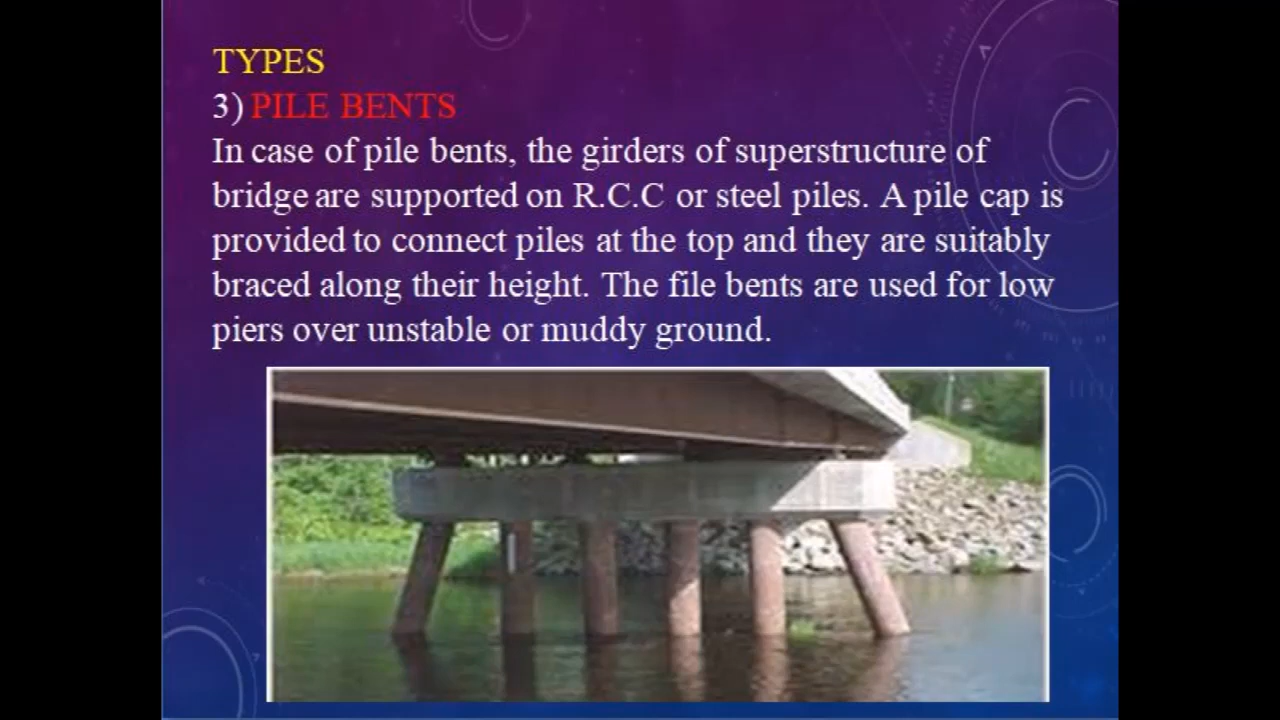 TYPES
3) PILE BENTS
In case of pile bents, the girders of superstructure of
bridge are supported on R.C.C or steel piles. A pile cap is
provided to connect piles at the top and they are suitably
braced along their height. The file bents are used for low
piers over unstable or muddy ground.